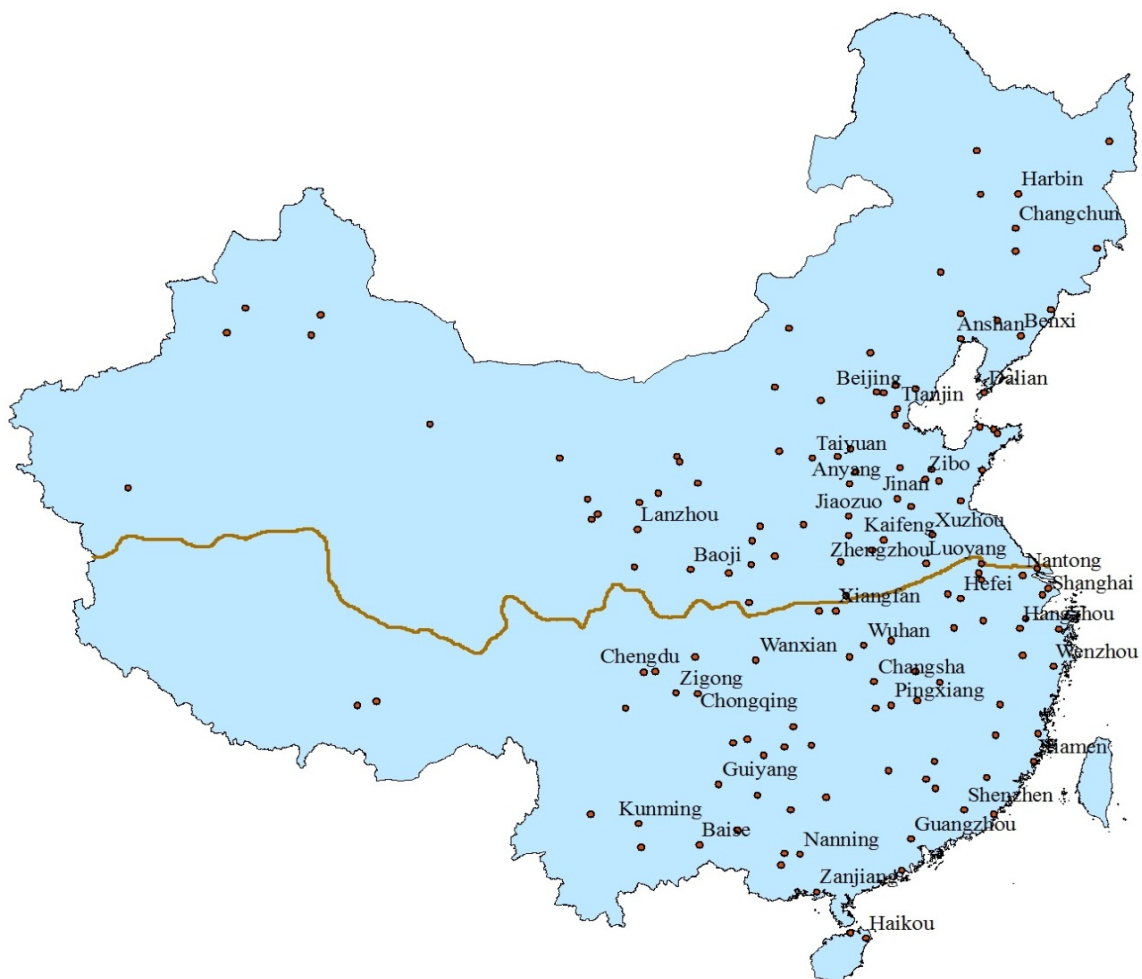 Harbin
Changchun
Anshan
Benxi
Beijing
Dalian
Tianjin
Taiyuan
Zibo
Anyang
Jinan
Jiaozuo
Lanzhou
Kaifeng
Xuzhou
Zhengzhou
Luoyang
Baoji
Nantong
Hefei
Shanghai
Xiangfan
Hangzhou
Wuhan
Wanxian
Wenzhou
Chengdu
Changsha
Zigong
Pingxiang
Chongqing
Xiamen
Guiyang
Shenzhen
Kunming
Guangzhou
Baise
Nanning
Zanjiang
Haikou